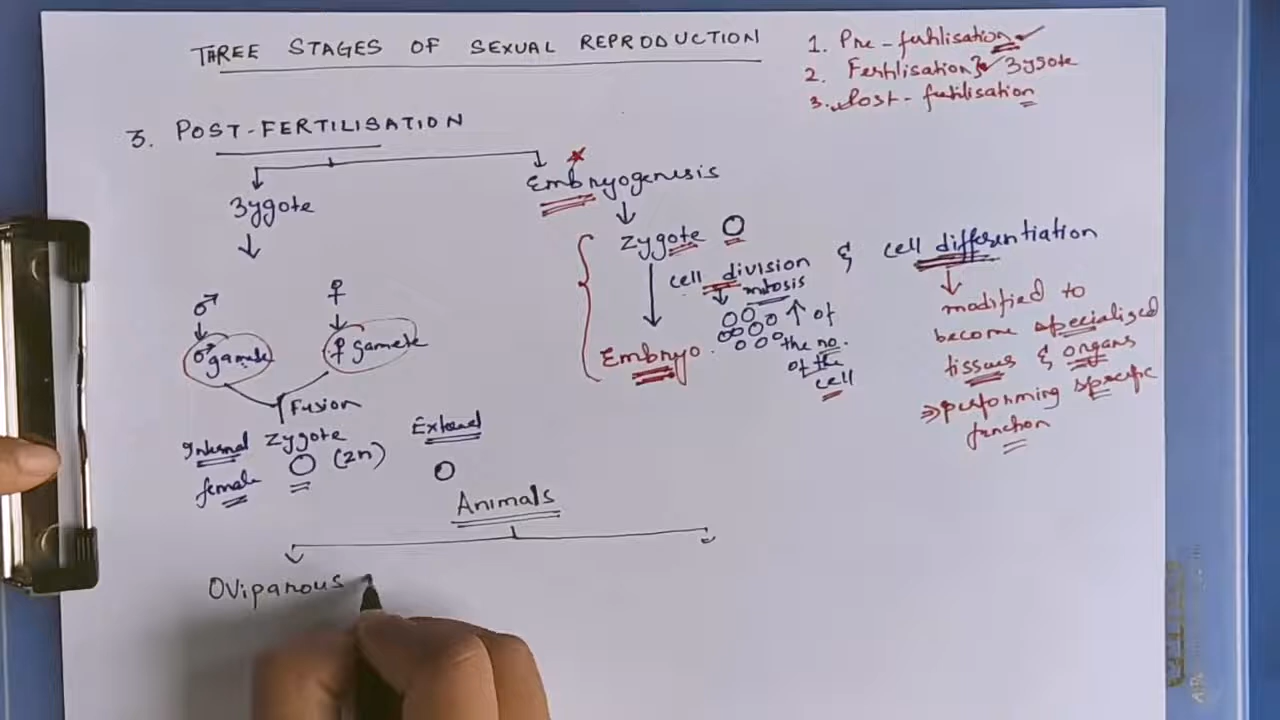 THREE STAGES OF SEXUAL REPRODUCTION
1. Pre-fertilisation ✓
2. Fertilisation ✓ Zygote
3. Post-fertilisation
3. POST-FERTILISATION
Zygote
Embryogenesis
Zygote
cell division & cell differentiation
mitosis
↑ of
the no.
of the
cell
Embryo
modified to
become specialised
tissues & organs
⇒ performing specific
function
♂ ♀
♂ gamete ♀ gamete
Fusion
Internal Zygote External
female (2n)
Animals
Oviparous